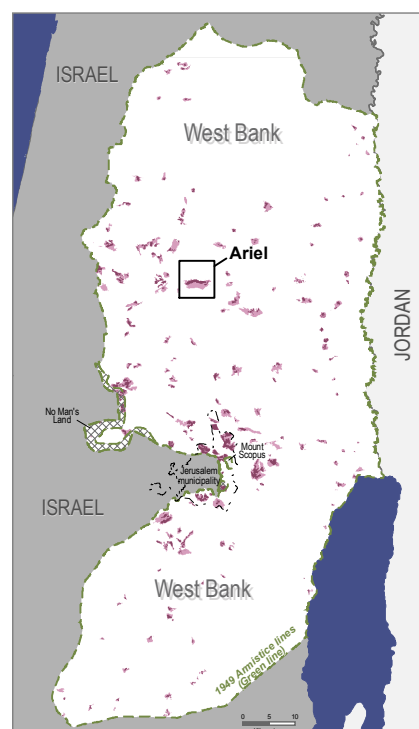 ISRAEL
West Bank
Ariel
JORDAN
No Man's
Land
Mount
Scopus
Jerusalem
municipality
ISRAEL
West Bank
1949 Armistice lines
(Green line)
0 5 10